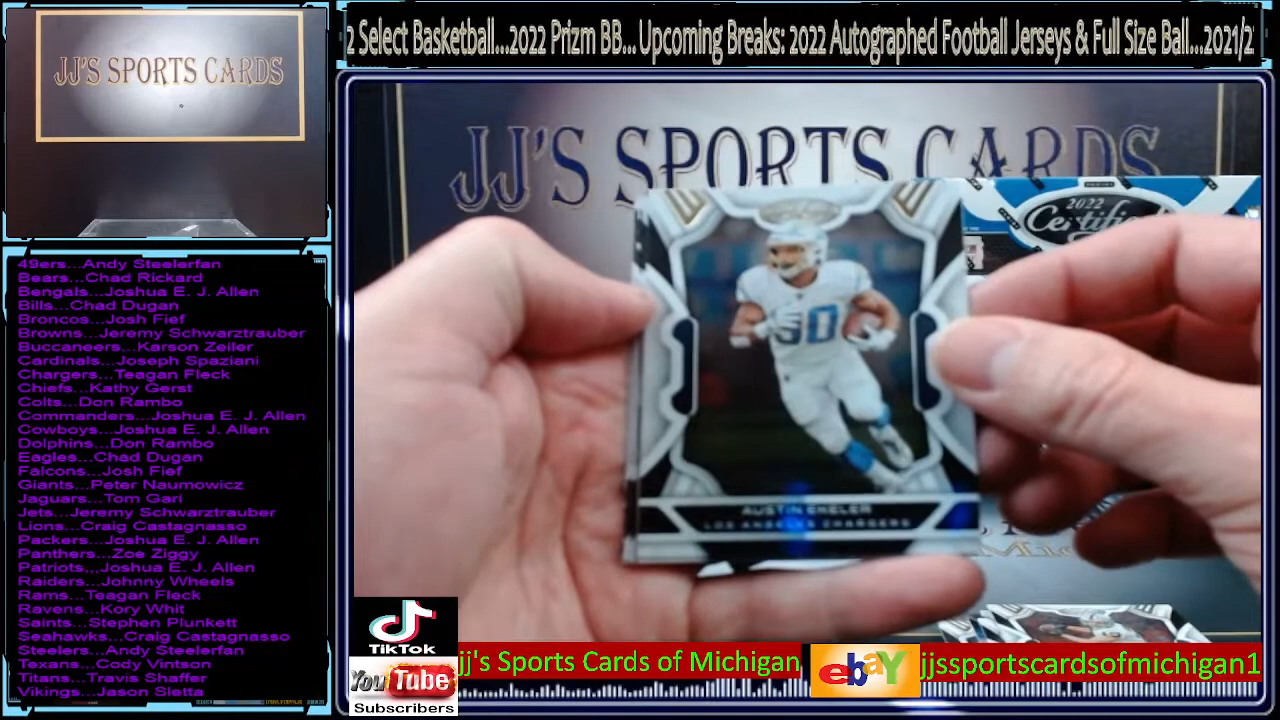 2 Select Basketball...2022 Prizm BB... Upcoming Breaks: 2022 Autographed Football Jerseys & Full Size Ball...2021/2
JJ'S SPORTS CARDS
JJ'S SPORTS CARDS
2022
Certified
30
AUSTIN EKELER
LOS ANGELES CHARGERS
49ers...Andy Steelerfan
Bears...Chad Rickard
Bengals...Joshua E. J. Allen
Bills...Chad Dugan
Broncos...Josh Fief
Browns...Jeremy Schwarztrauber
Buccaneers...Karson Zeiler
Cardinals...Joseph Spaziani
Chargers...Teagan Fleck
Chiefs...Kathy Gerst
Colts...Don Rambo
Commanders...Joshua E. J. Allen
Cowboys...Joshua E. J. Allen
Dolphins...Don Rambo
Eagles...Chad Dugan
Falcons...Josh Fief
Giants...Peter Naumowicz
Jaguars...Tom Gari
Jets...Jeremy Schwarztrauber
Lions...Craig Castagnasso
Packers...Joshua E. J. Allen
Panthers...Zoe Ziggy
Patriots...Joshua E. J. Allen
Raiders...Johnny Wheels
Rams...Teagan Fleck
Ravens...Kory Whit
Saints...Stephen Plunkett
Seahawks...Craig Castagnasso
Steelers...Andy Steelerfan
Texans...Cody Vintson
Titans...Travis Shaffer
Vikings...Jason Sletta
TikTok
YouTube
Subscribers
jj's Sports Cards of Michigan
ebay
jjssportscardsofmichigan1